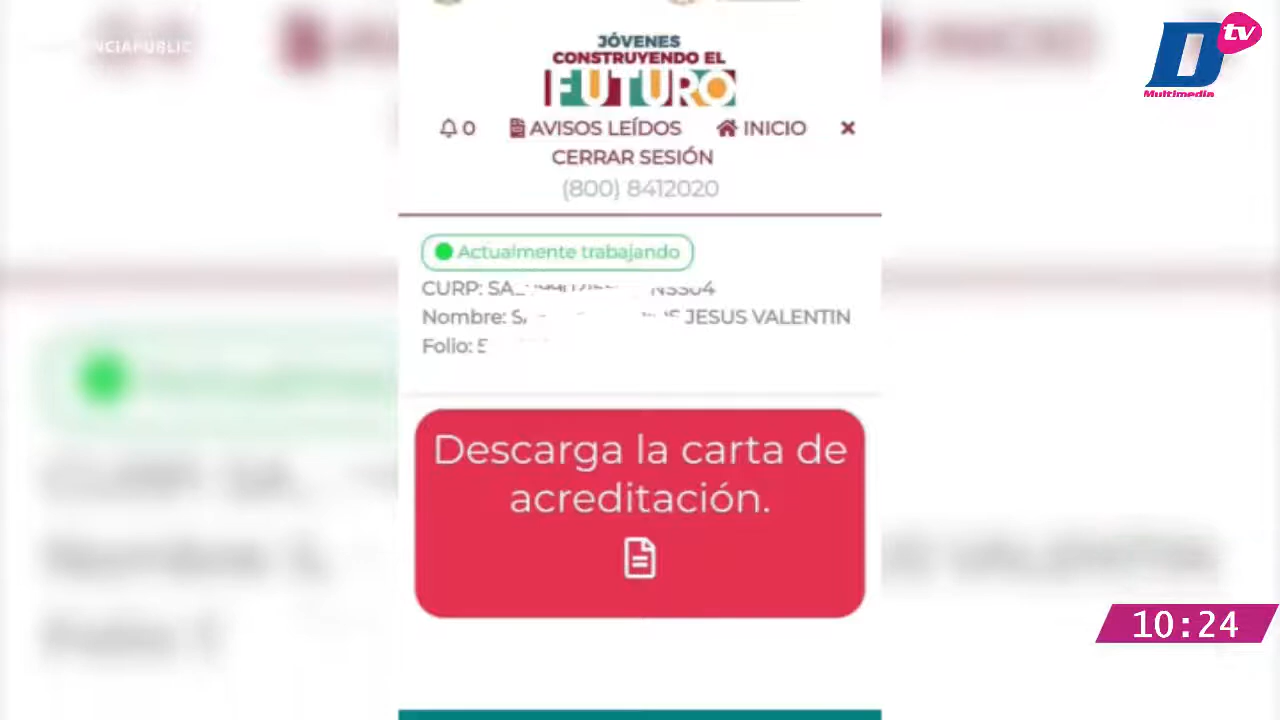 JÓVENES
CONSTRUYENDO EL
FUTURO
0 AVISOS LEÍDOS INICIO
CERRAR SESIÓN
(800) 8412020
Actualmente trabajando
CURP: SA
Nombre: S JESUS VALENTIN
Folio:
Descarga la carta de
acreditación.
D tv
Multimedia
10:24